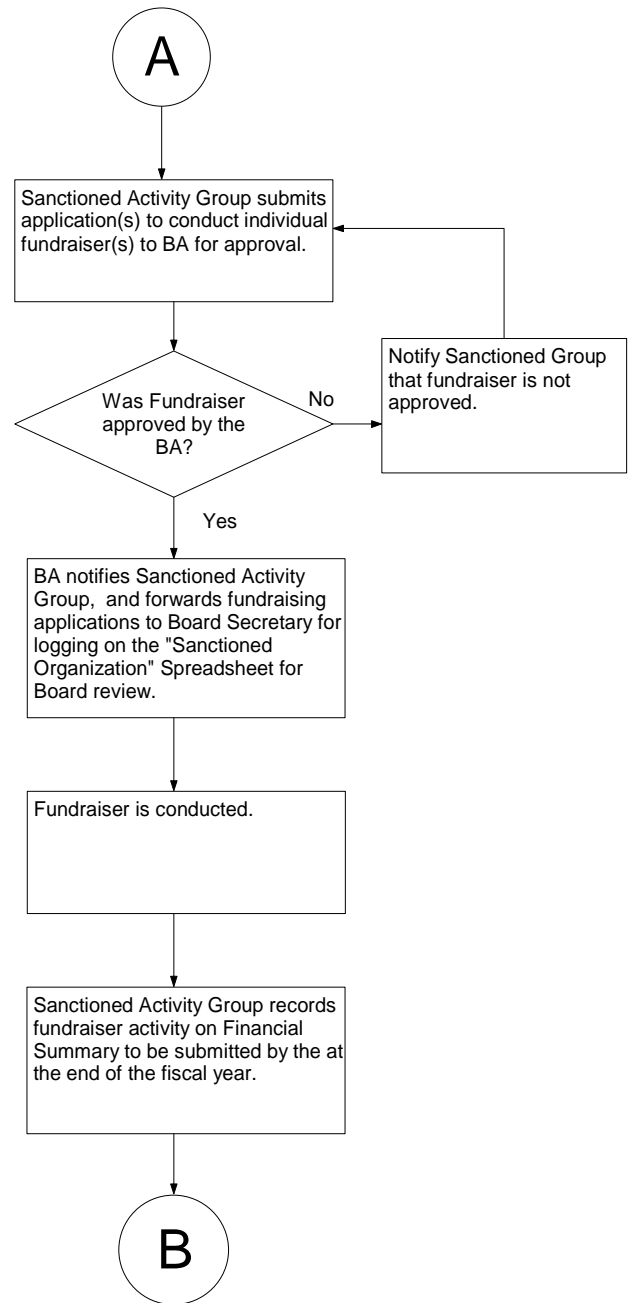 A
Sanctioned Activity Group submits
application(s) to conduct individual
fundraiser(s) to BA for approval.
Notify Sanctioned Group
that fundraiser is not
approved.
Was Fundraiser
approved by the
BA?
No
Yes
BA notifies Sanctioned Activity
Group,  and forwards fundraising
applications to Board Secretary for
logging on the "Sanctioned
Organization" Spreadsheet for
Board review.
Fundraiser is conducted.
Sanctioned Activity Group records
fundraiser activity on Financial
Summary to be submitted by the at
the end of the fiscal year.
B